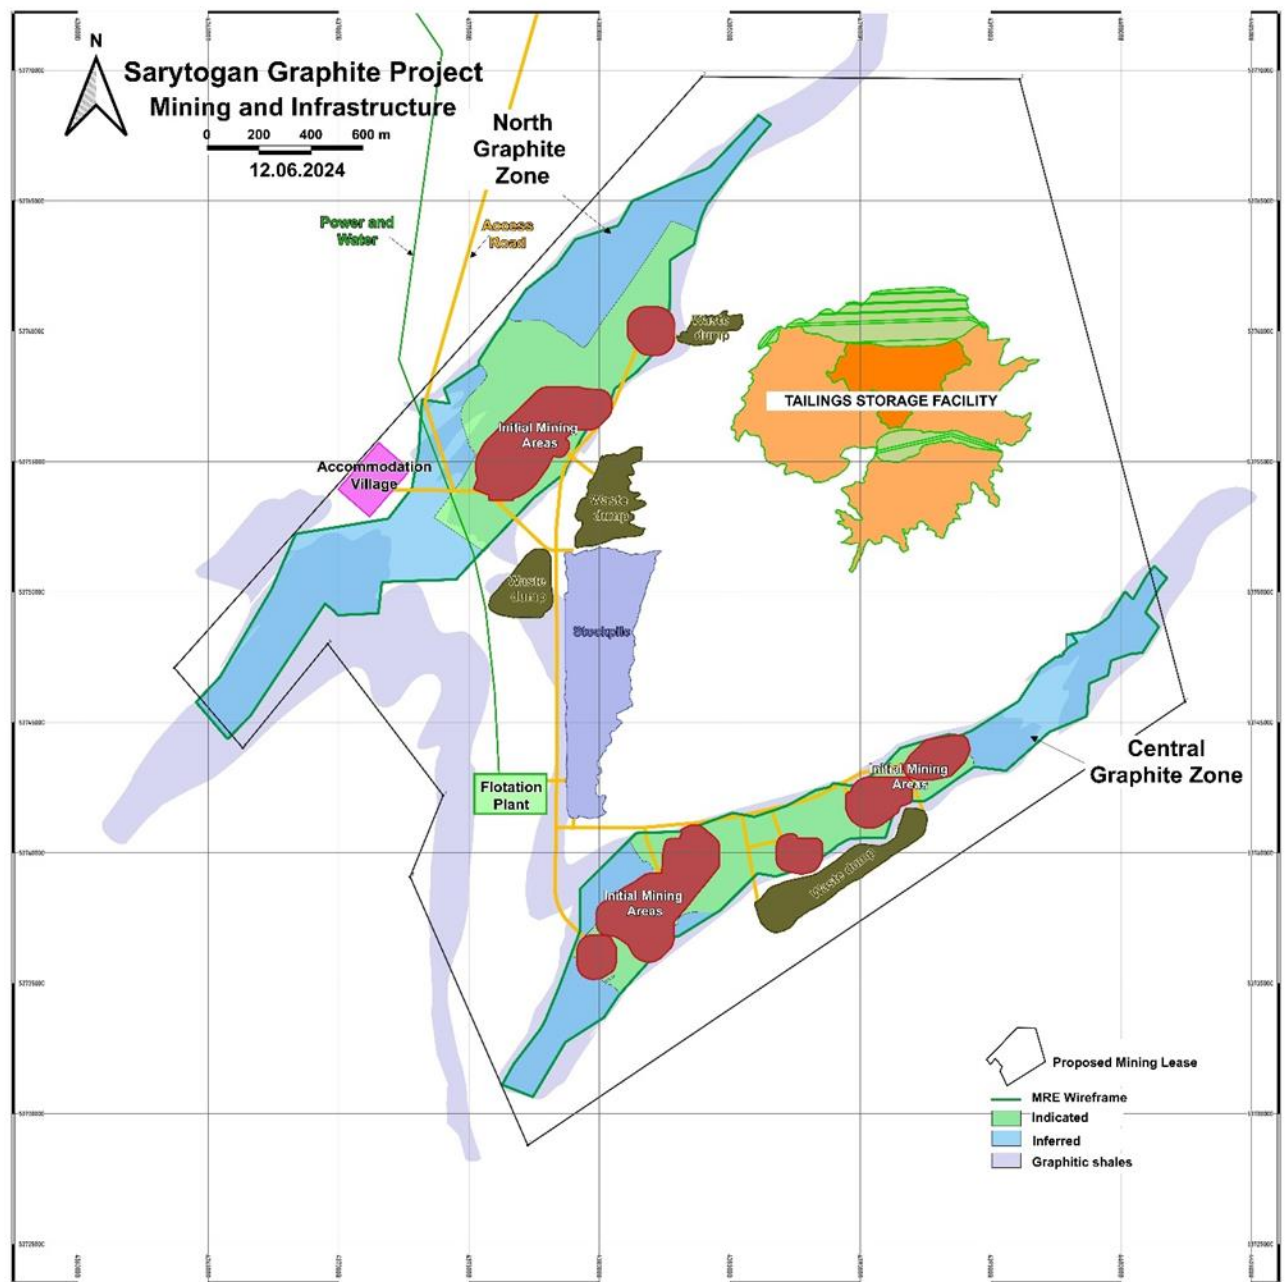 N
Sarytogan Graphite Project
Mining and Infrastructure
0 200 400 600 m
12.06.2024
North
Graphite
Zone
Power and
Water
Access
Road
Waste
dump
TAILINGS STORAGE FACILITY
Initial Mining
Areas
Accommodation
Village
Waste
dump
Waste
dump
Stockpile
Flotation
Plant
Central
Graphite Zone
Initial Mining
Areas
Waste dump
Initial Mining
Areas
Proposed Mining Lease
MRE Wireframe
Indicated
Inferred
Graphitic shales